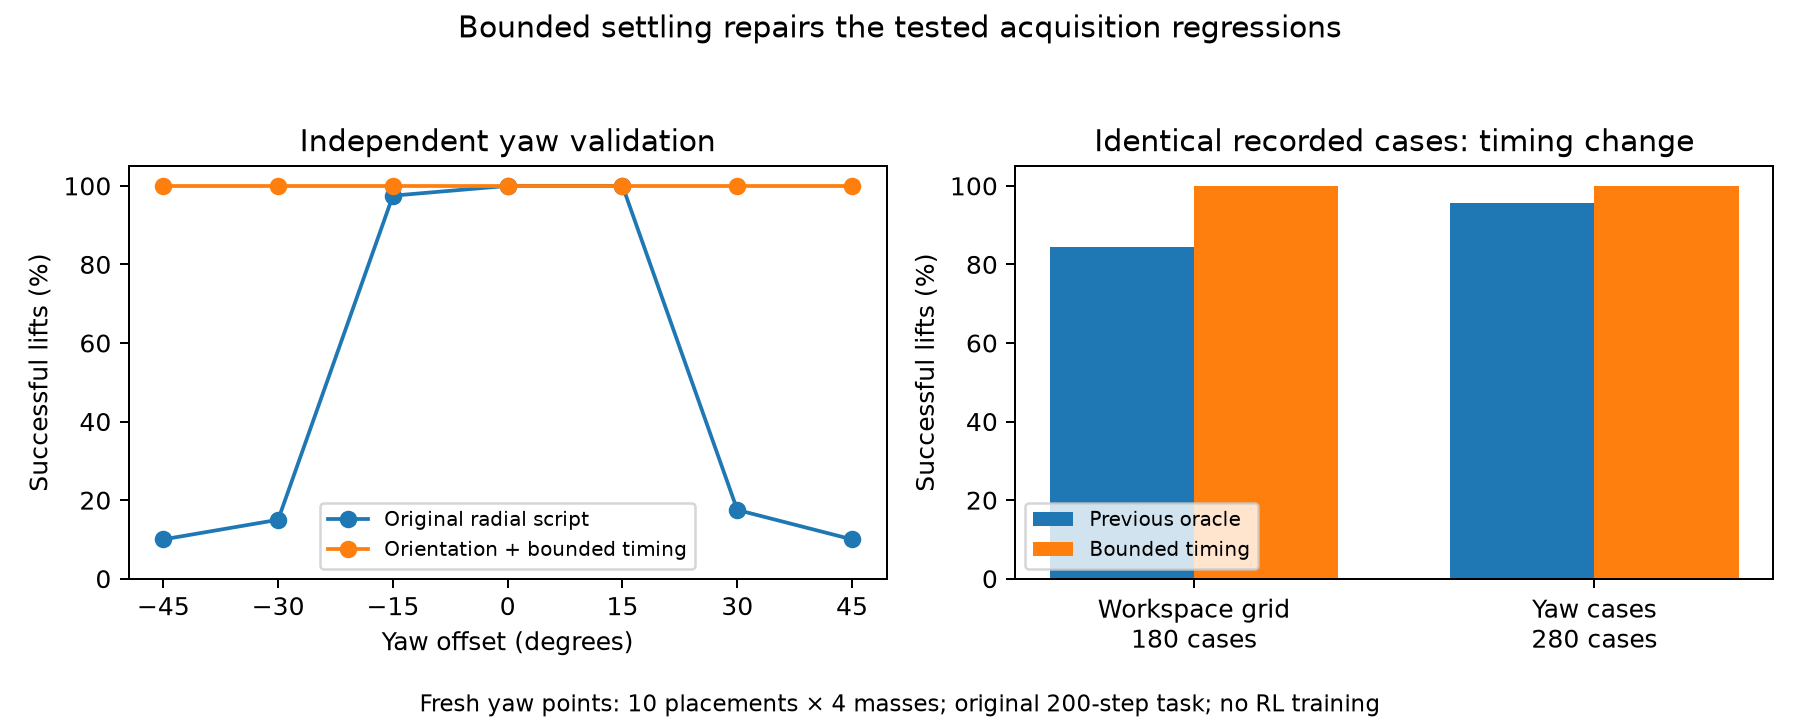 Bounded settling repairs the tested acquisition regressions
Independent yaw validation
Successful lifts (%)
100
80
60
40
20
0
Original radial script
Orientation + bounded timing
−45 −30 −15 0 15 30 45
Yaw offset (degrees)
Identical recorded cases: timing change
Successful lifts (%)
100
80
60
40
20
0
Previous oracle
Bounded timing
Workspace grid
180 cases
Yaw cases
280 cases
Fresh yaw points: 10 placements × 4 masses; original 200-step task; no RL training